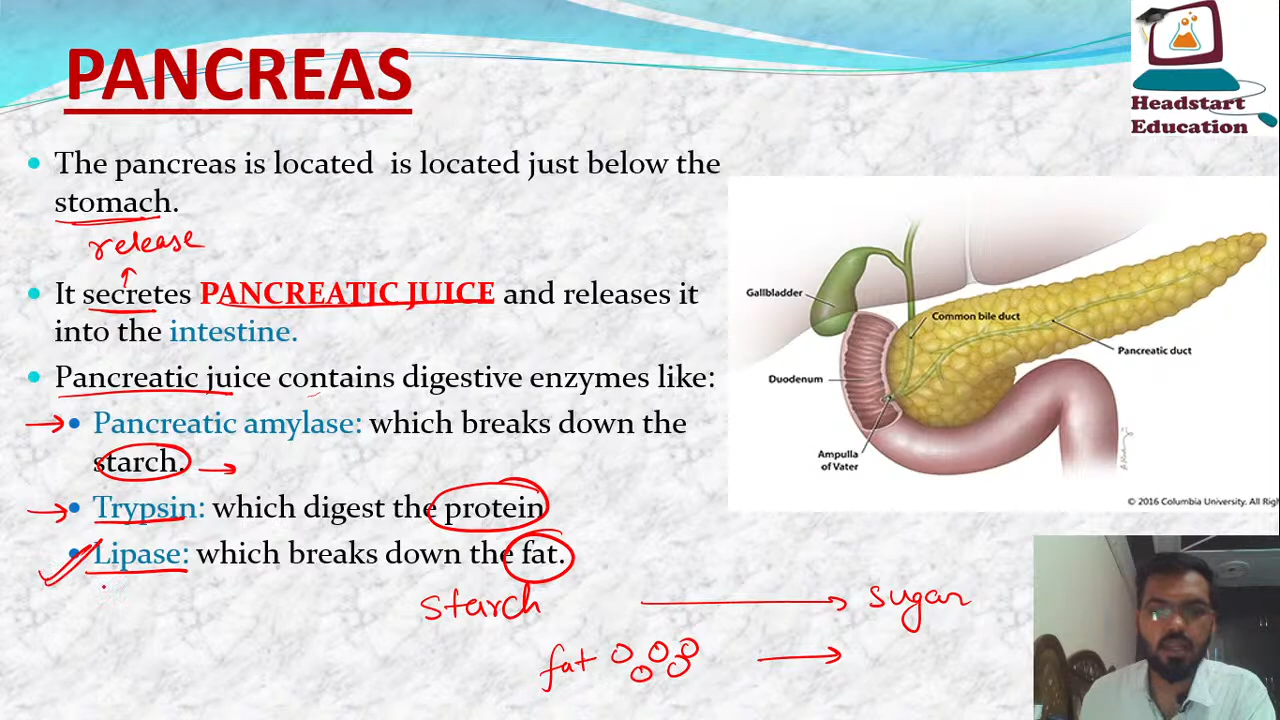 PANCREAS
Headstart
Education
The pancreas is located is located just below the
stomach.
release
It secretes PANCREATIC JUICE and releases it
into the intestine.
Pancreatic juice contains digestive enzymes like:
Pancreatic amylase: which breaks down the
starch.
Trypsin: which digest the protein
Lipase: which breaks down the fat.
starch sugar
fat
Gallbladder
Common bile duct
Pancreatic duct
Duodenum
Ampulla
of Vater
© 2016 Columbia University. All Rig